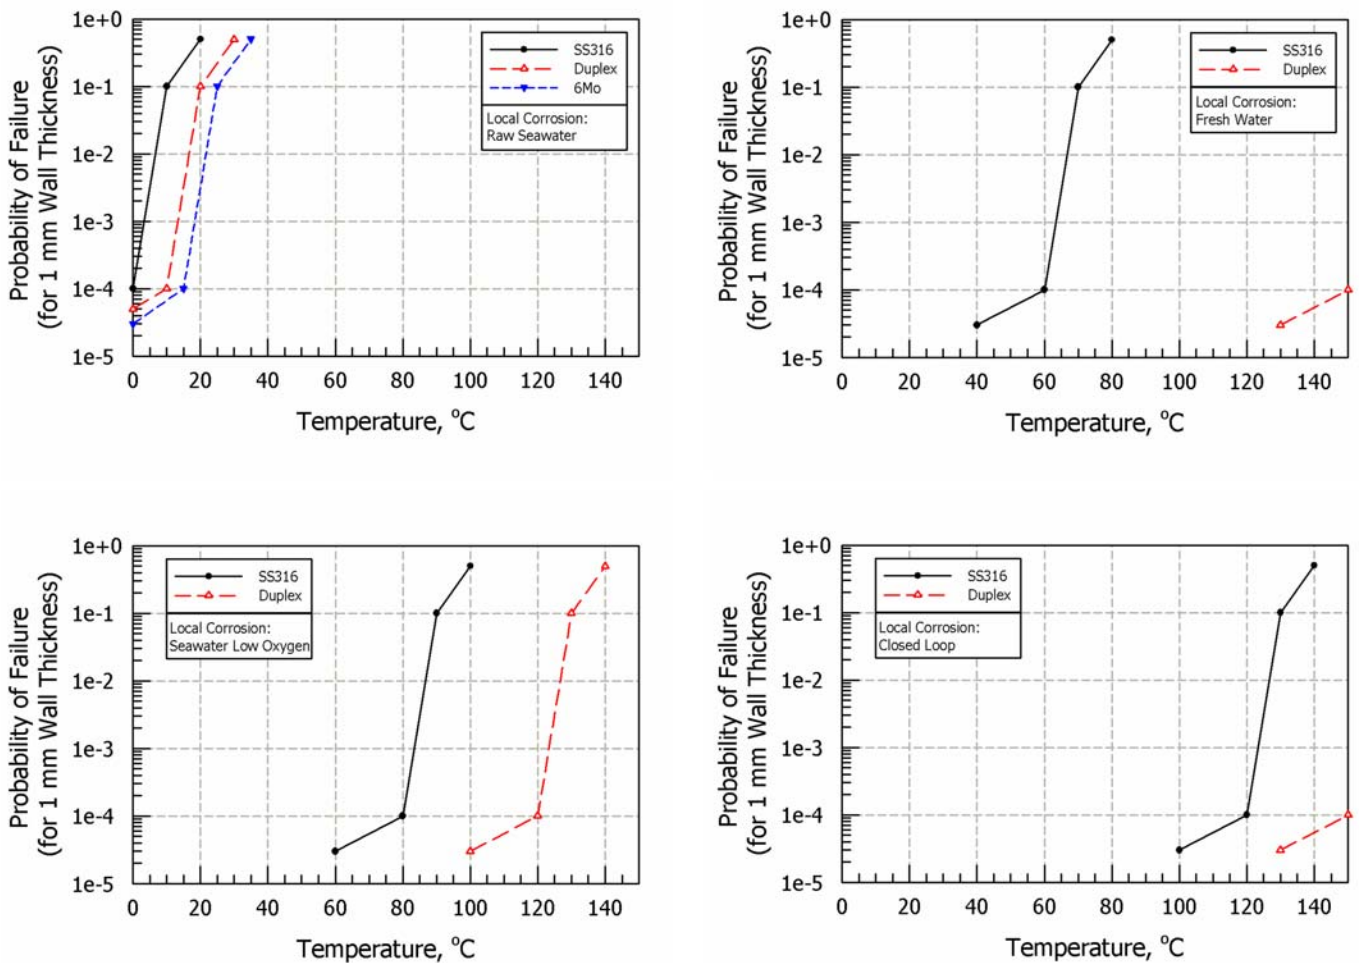 Probability of Failure
(for 1 mm Wall Thickness)
1e+0
1e-1
1e-2
1e-3
1e-4
1e-5
SS316
Duplex
6Mo
Local Corrosion:
Raw Seawater
0 20 40 60 80 100 120 140
Temperature, °C
Probability of Failure
(for 1 mm Wall Thickness)
1e+0
1e-1
1e-2
1e-3
1e-4
1e-5
SS316
Duplex
Local Corrosion:
Fresh Water
0 20 40 60 80 100 120 140
Temperature, °C
Probability of Failure
(for 1 mm Wall Thickness)
1e+0
1e-1
1e-2
1e-3
1e-4
1e-5
SS316
Duplex
Local Corrosion:
Seawater Low Oxygen
0 20 40 60 80 100 120 140
Temperature, °C
Probability of Failure
(for 1 mm Wall Thickness)
1e+0
1e-1
1e-2
1e-3
1e-4
1e-5
SS316
Duplex
Local Corrosion:
Closed Loop
0 20 40 60 80 100 120 140
Temperature, °C